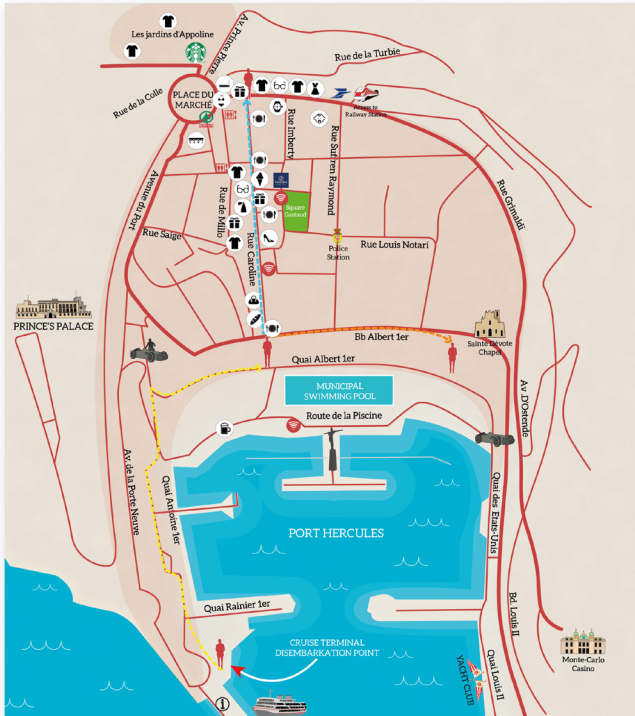 Les jardins d'Appoline
Av. Prince Pierre
Rue de la Turbie
PLACE DU
MARCHÉ
Rue de la Colle
Access to
Railway Station
Rue Imberty
Rue Suffren Raymond
Rue Grimaldi
Avenue du Port
Rue de Millo
Square
Gastaud
Rue Saige
Rue Caroline
Police
Station
Rue Louis Notari
PRINCE'S PALACE
Bb Albert 1er
Sainte Dévote
Chapel
Quai Albert 1er
MUNICIPAL
SWIMMING POOL
Av. D'Ostende
Route de la Piscine
Av. de la Porte Neuve
Quai Antoine 1er
Quai des Etats-Unis
PORT HERCULES
Quai Rainier 1er
Bd. Louis II
CRUISE TERMINAL
DISEMBARKATION POINT
Monte-Carlo
Casino
Quai Louis II
YACHT CLUB
i